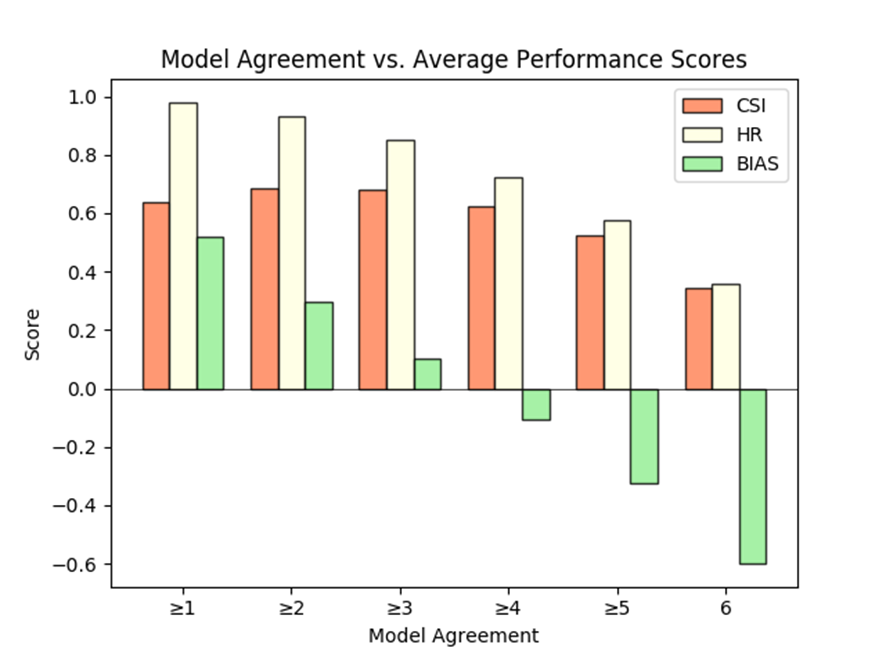 Model Agreement vs. Average Performance Scores
CSI
HR
BIAS
1.0
0.8
0.6
0.4
0.2
0.0
−0.2
−0.4
−0.6
Score
≥1 ≥2 ≥3 ≥4 ≥5 6
Model Agreement